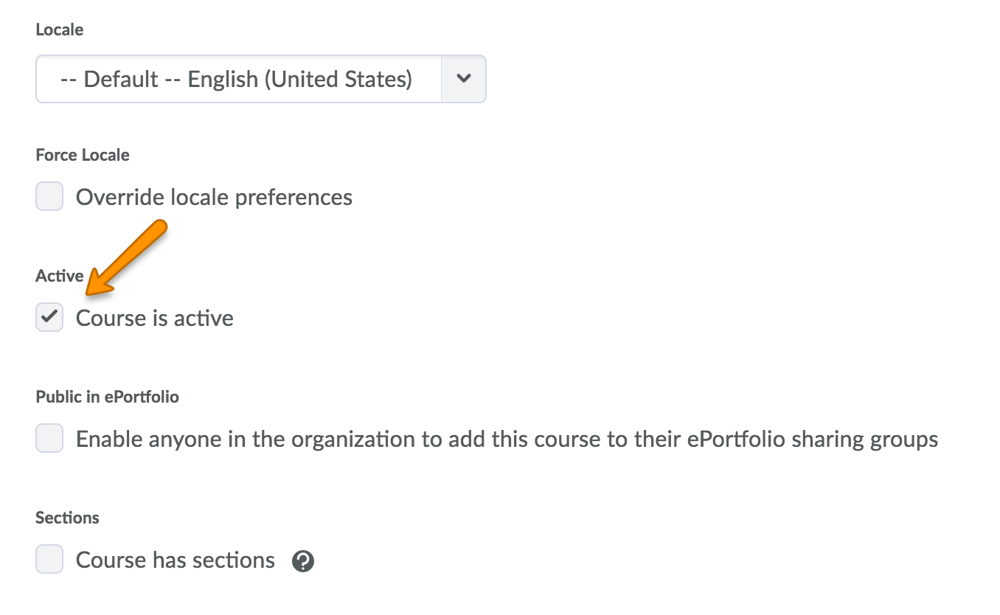 Locale
-- Default -- English (United States)
Force Locale
Override locale preferences
Active
Course is active
Public in ePortfolio
Enable anyone in the organization to add this course to their ePortfolio sharing groups
Sections
Course has sections ?